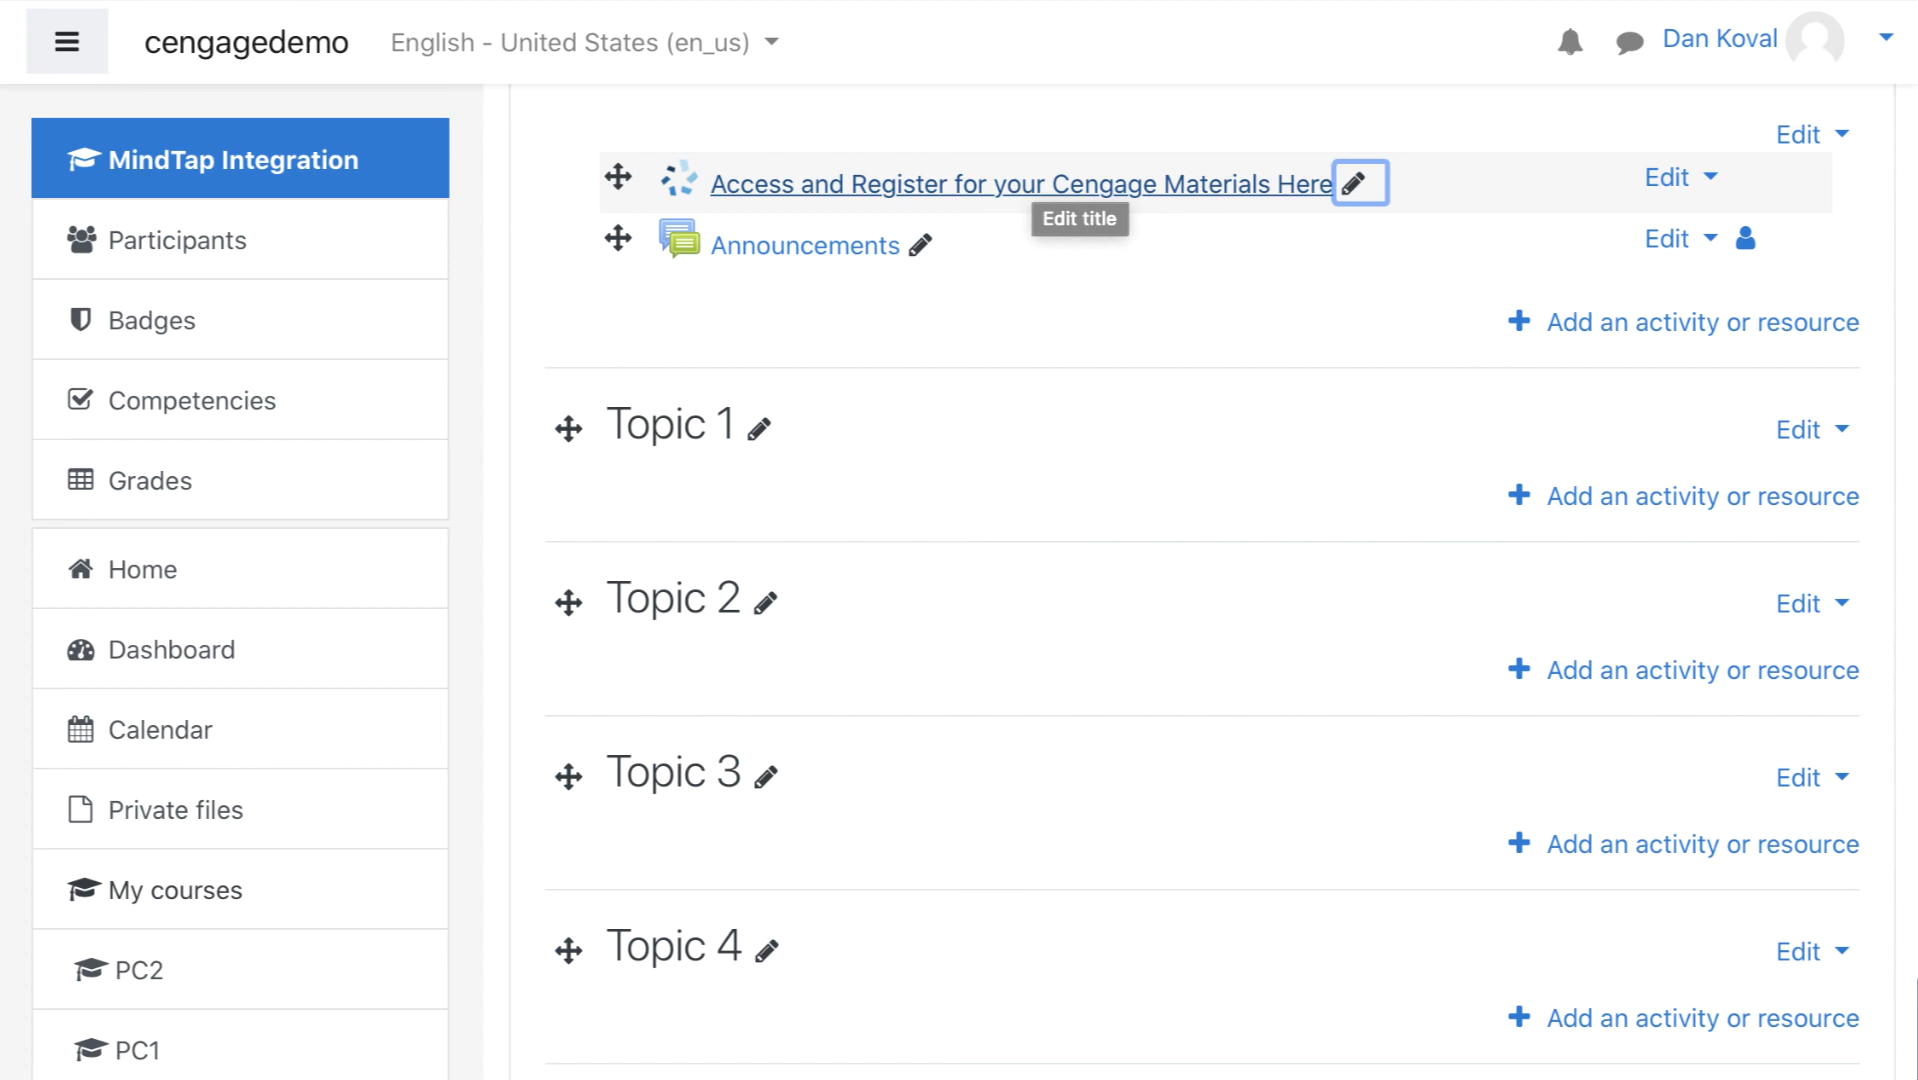 cengagedemo English - United States (en_us) Dan Koval
MindTap Integration
Participants
Badges
Competencies
Grades
Home
Dashboard
Calendar
Private files
My courses
PC2
PC1
Edit
Access and Register for your Cengage Materials Here Edit
Edit title
Announcements Edit
Add an activity or resource
Topic 1 Edit
Add an activity or resource
Topic 2 Edit
Add an activity or resource
Topic 3 Edit
Add an activity or resource
Topic 4 Edit
Add an activity or resource